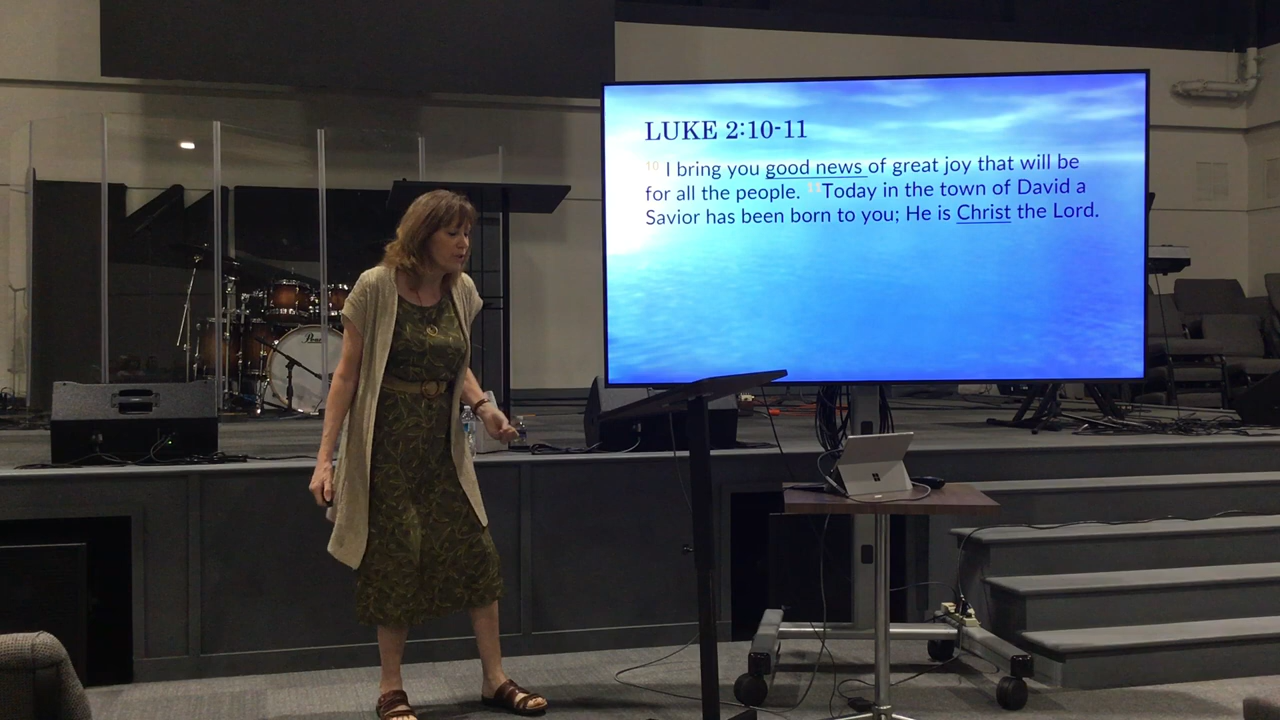 LUKE 2:10-11
10 I bring you good news of great joy that will be
for all the people. 11 Today in the town of David a
Savior has been born to you; He is Christ the Lord.
Pearl